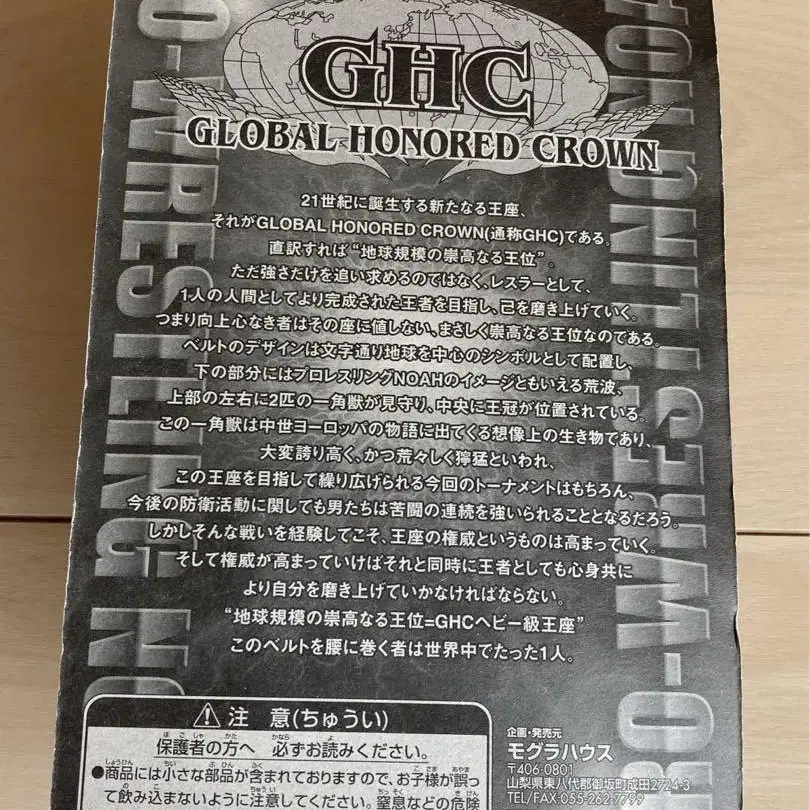 GHC
GLOBAL HONORED CROWN
21世紀に誕生する新たなる王座、
それがGLOBAL HONORED CROWN(通称GHC)である。
直訳すれば“地球規模の崇高なる王位”。
ただ強さだけを追い求めるのではなく、レスラーとして、
1人の人間としてより完成された王者を目指し、己を磨き上げていく。
つまり向上心なき者はその座に値しない、まさしく崇高なる王位なのである。
ベルトのデザインは文字通り地球を中心のシンボルとして配置し、
下の部分にはプロレスリングNOAHのイメージともいえる荒波、
上部の左右に2匹の一角獣が見守り、中央に王冠が位置されている。
この一角獣は中世ヨーロッパの物語に出てくる想像上の生き物であり、
大変誇り高く、かつ荒々しく獰猛といわれ、
この王座を目指して繰り広げられる今回のトーナメントはもちろん、
今後の防衛活動に関しても男たちは苦闘の連続を強いられることとなるだろう。
しかしそんな戦いを経験してこそ、王座の権威というものは高まっていく。
そして権威が高まっていけばそれと同時に王者としても心身共に
より自分を磨き上げていかなければならない。
“地球規模の崇高なる王位=GHCヘビー級王座”
このベルトを腰に巻く者は世界中でたった1人。
O-WRESTLING NO
PRO-WRESTLING NOAH
⚠注 意(ちゅうい)
保護者の方へ 必ずお読みください。
●商品には小さな部品が含まれておりますので、お子様が誤っ
て飲み込まないように注意してください。窒息などの危険
企画・発売元
モグラハウス
〒406-0801
山梨県東八代郡御坂町成田2724-3
TEL/FAX.055-262-7799